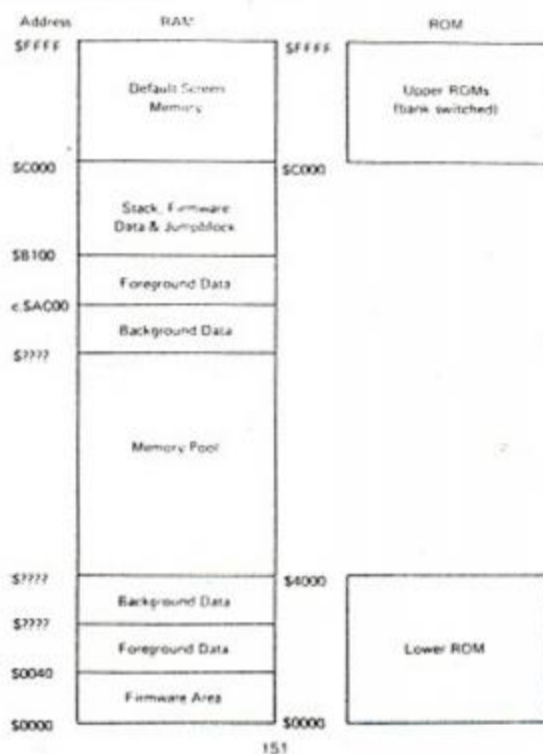 Address RAM ROM
$FFFF $FFFF
Default Screen
Memory
Upper ROMs
(bank switched)
$C000 $C000
Stack, Firmware
Data & Jumpblock
$B100
Foreground Data
c.$AC00
Background Data
$????
Memory Pool
$???? $4000
Background Data
$????
Foreground Data
Lower ROM
$0040
Firmware Area
$0000 $0000
151